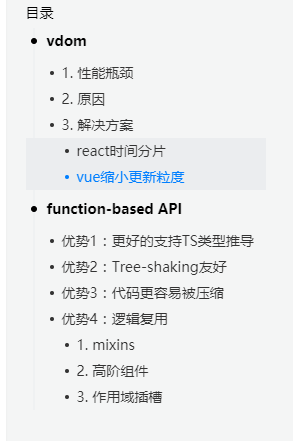 目录
vdom
1. 性能瓶颈
2. 原因
3. 解决方案
react时间分片
vue缩小更新粒度
function-based API
优势1：更好的支持TS类型推导
优势2：Tree-shaking友好
优势3：代码更容易被压缩
优势4：逻辑复用
1. mixins
2. 高阶组件
3. 作用域插槽